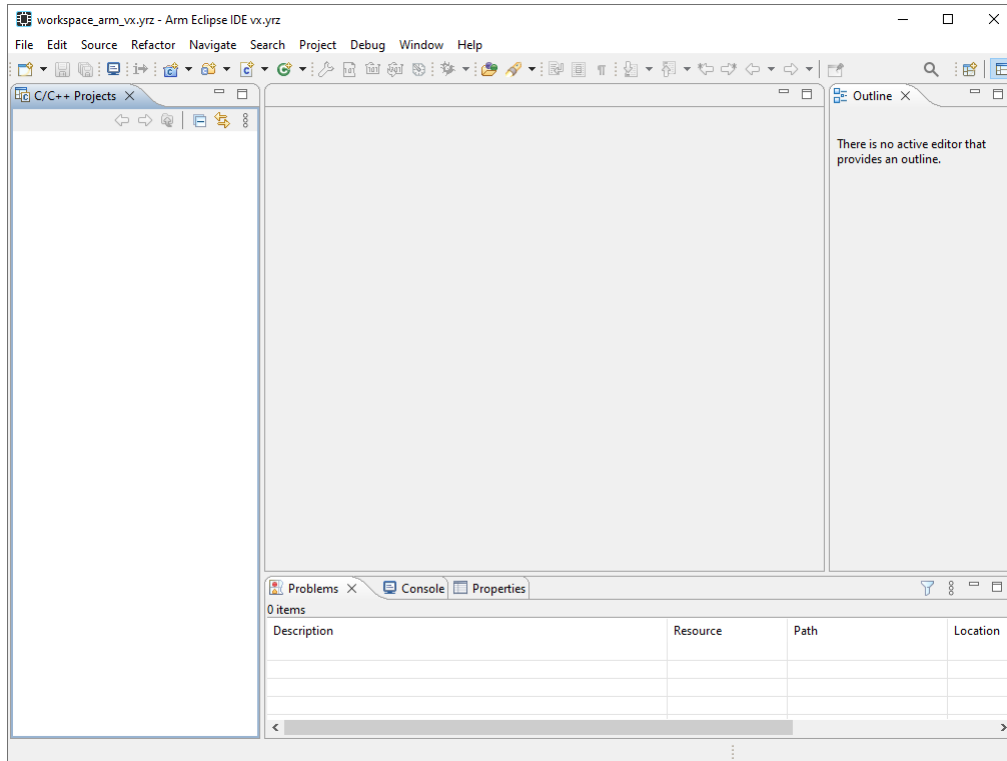 workspace_arm_vx.yrz - Arm Eclipse IDE vx.yrz
File Edit Source Refactor Navigate Search Project Debug Window Help
C/C++ Projects
Outline
There is no active editor that
provides an outline.
Problems Console Properties
0 items
Description Resource Path Location